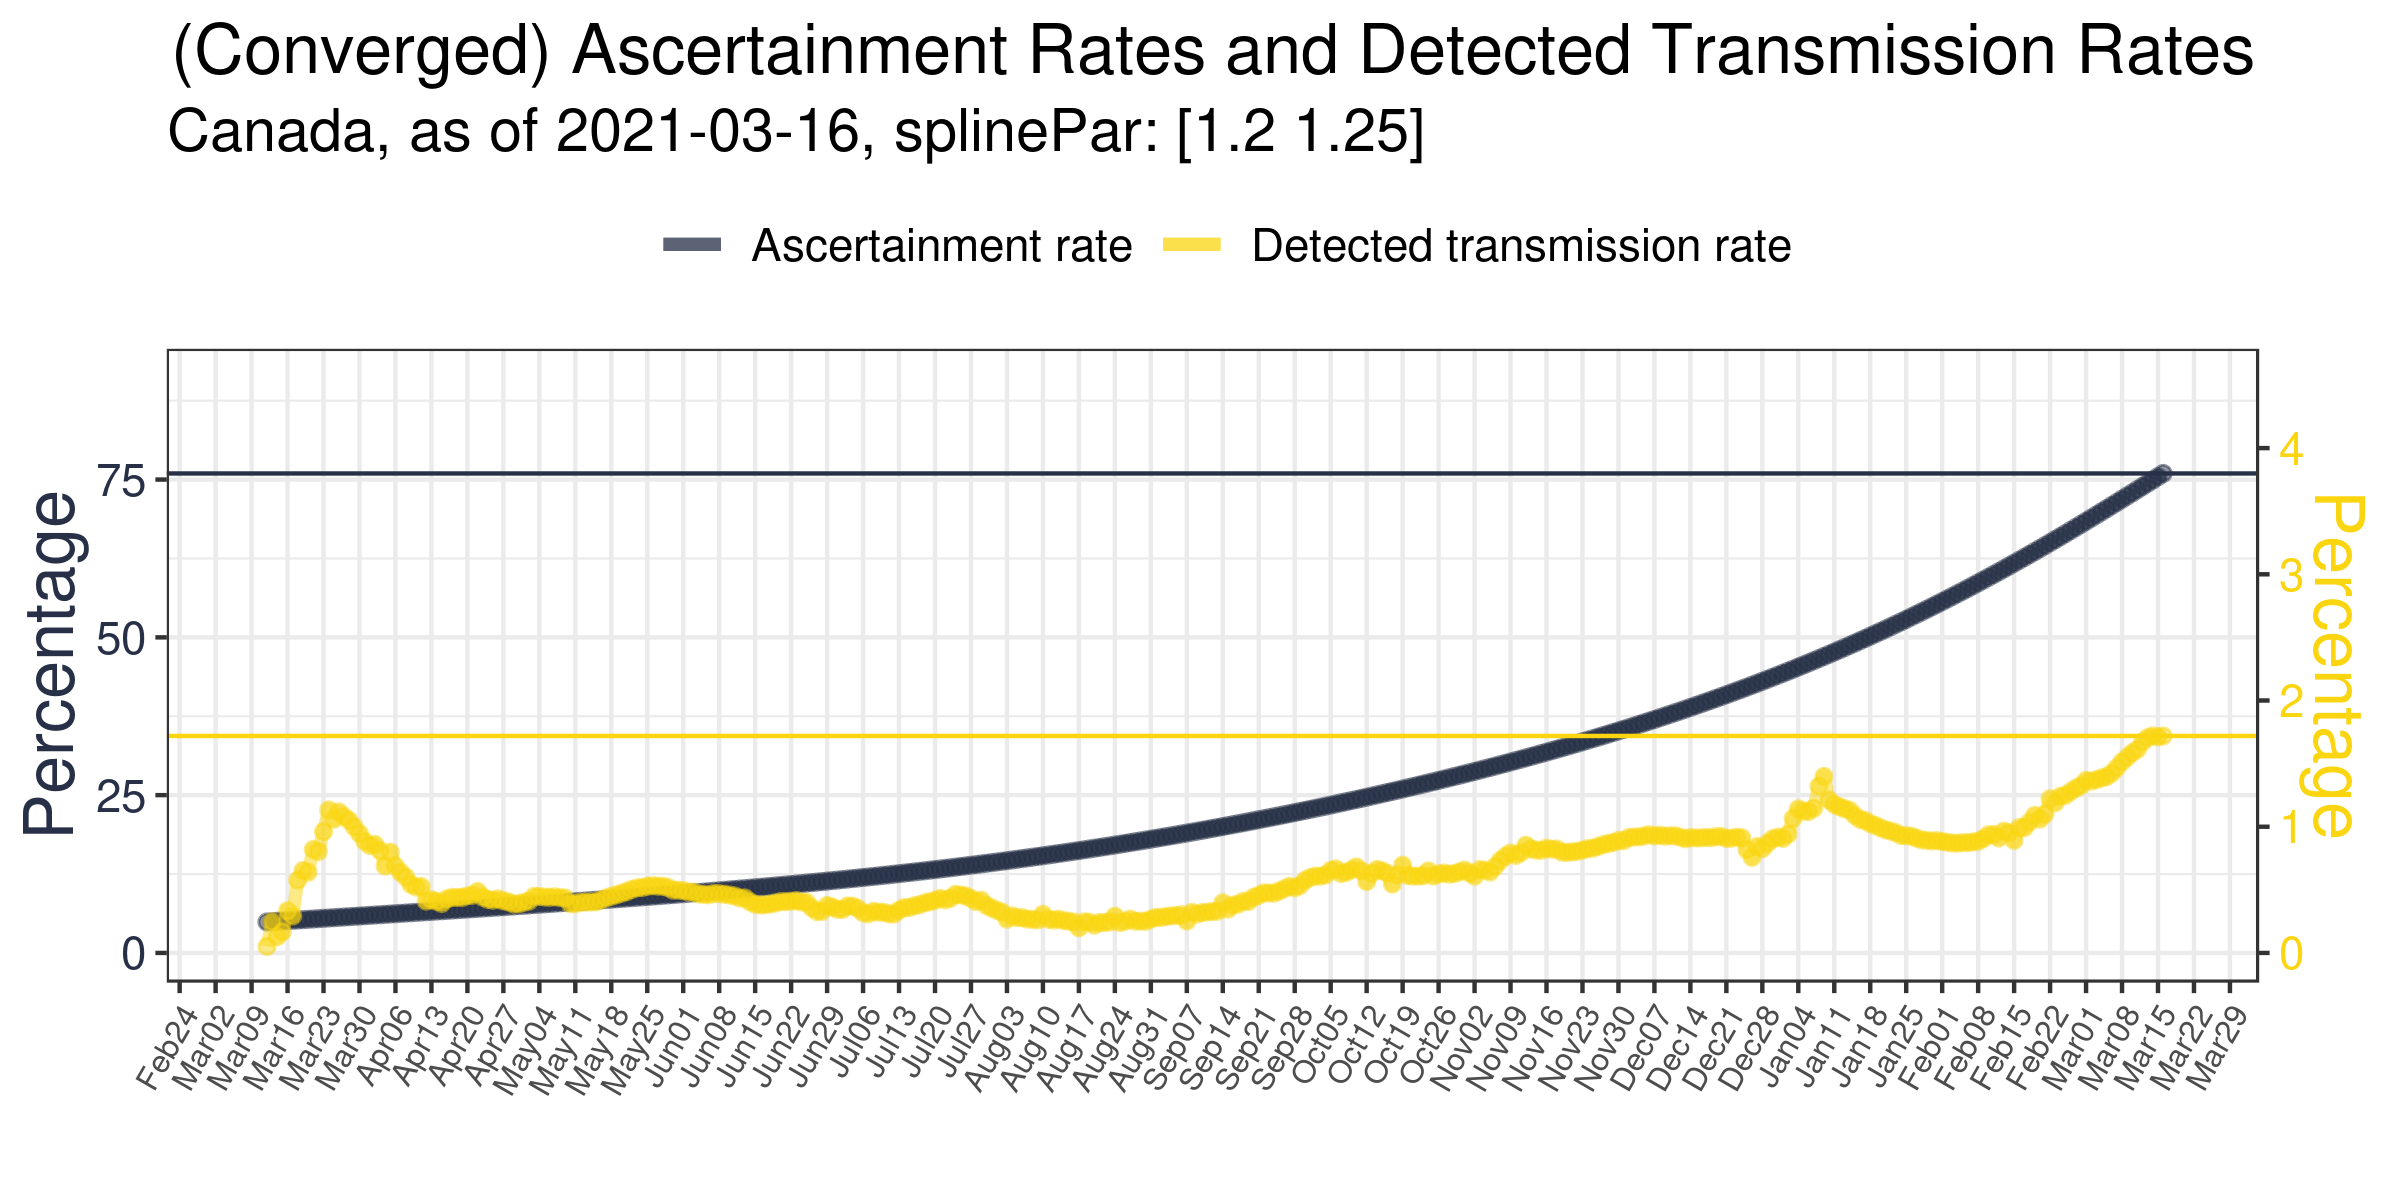 (Converged) Ascertainment Rates and Detected Transmission Rates
Canada, as of 2021-03-16, splinePar: [1.2 1.25]
Ascertainment rate Detected transmission rate
Percentage
75
50
25
0
4
3
2
1
0
Percentage
Feb24 Mar02 Mar09 Mar16 Mar23 Mar30 Apr06 Apr13 Apr20 Apr27 May04 May11 May18 May25 Jun01 Jun08 Jun15 Jun22 Jun29 Jul06 Jul13 Jul20 Jul27 Aug03 Aug10 Aug17 Aug24 Aug31 Sep07 Sep14 Sep21 Sep28 Oct05 Oct12 Oct19 Oct26 Nov02 Nov09 Nov16 Nov23 Nov30 Dec07 Dec14 Dec21 Dec28 Jan04 Jan11 Jan18 Jan25 Feb01 Feb08 Feb15 Feb22 Mar01 Mar08 Mar15 Mar22 Mar29